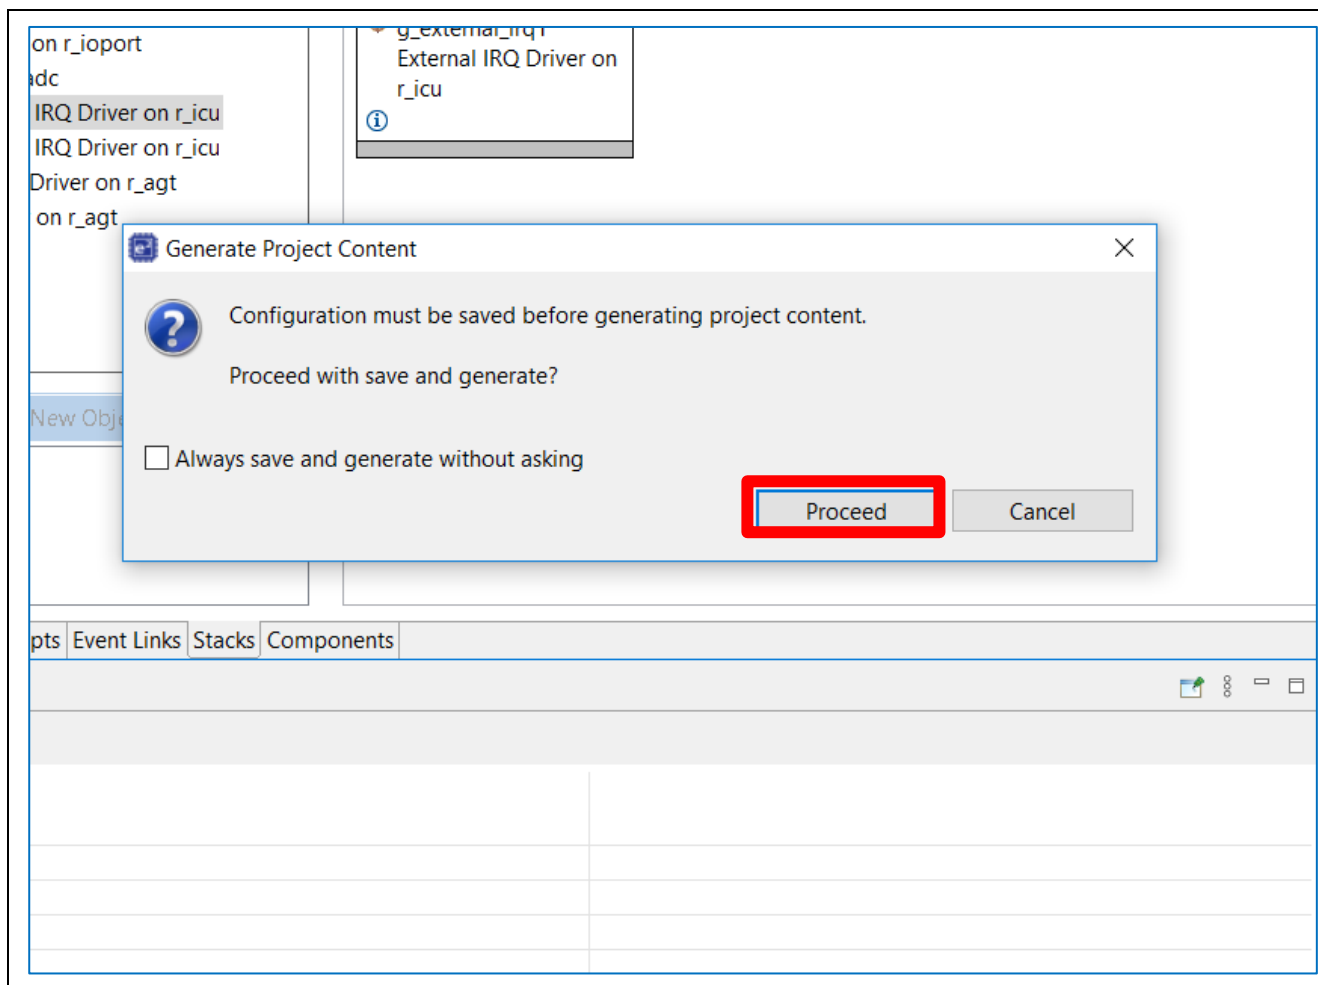 on r_ioport
adc
IRQ Driver on r_icu
IRQ Driver on r_icu
Driver on r_agt
on r_agt
g_external_irq1
External IRQ Driver on
r_icu
Generate Project Content
Configuration must be saved before generating project content.
Proceed with save and generate?
New Obj
Always save and generate without asking
Proceed
Cancel
pts
Event Links
Stacks
Components